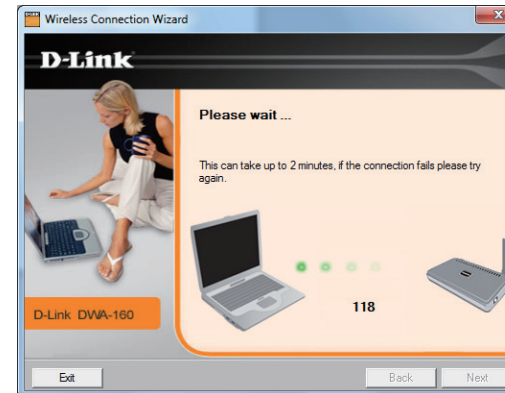 Wireless Connection Wizard
D-Link
Please wait ...
This can take up to 2 minutes, if the connection fails please try
again.
118
D-Link DWA-160
Exit
Back
Next